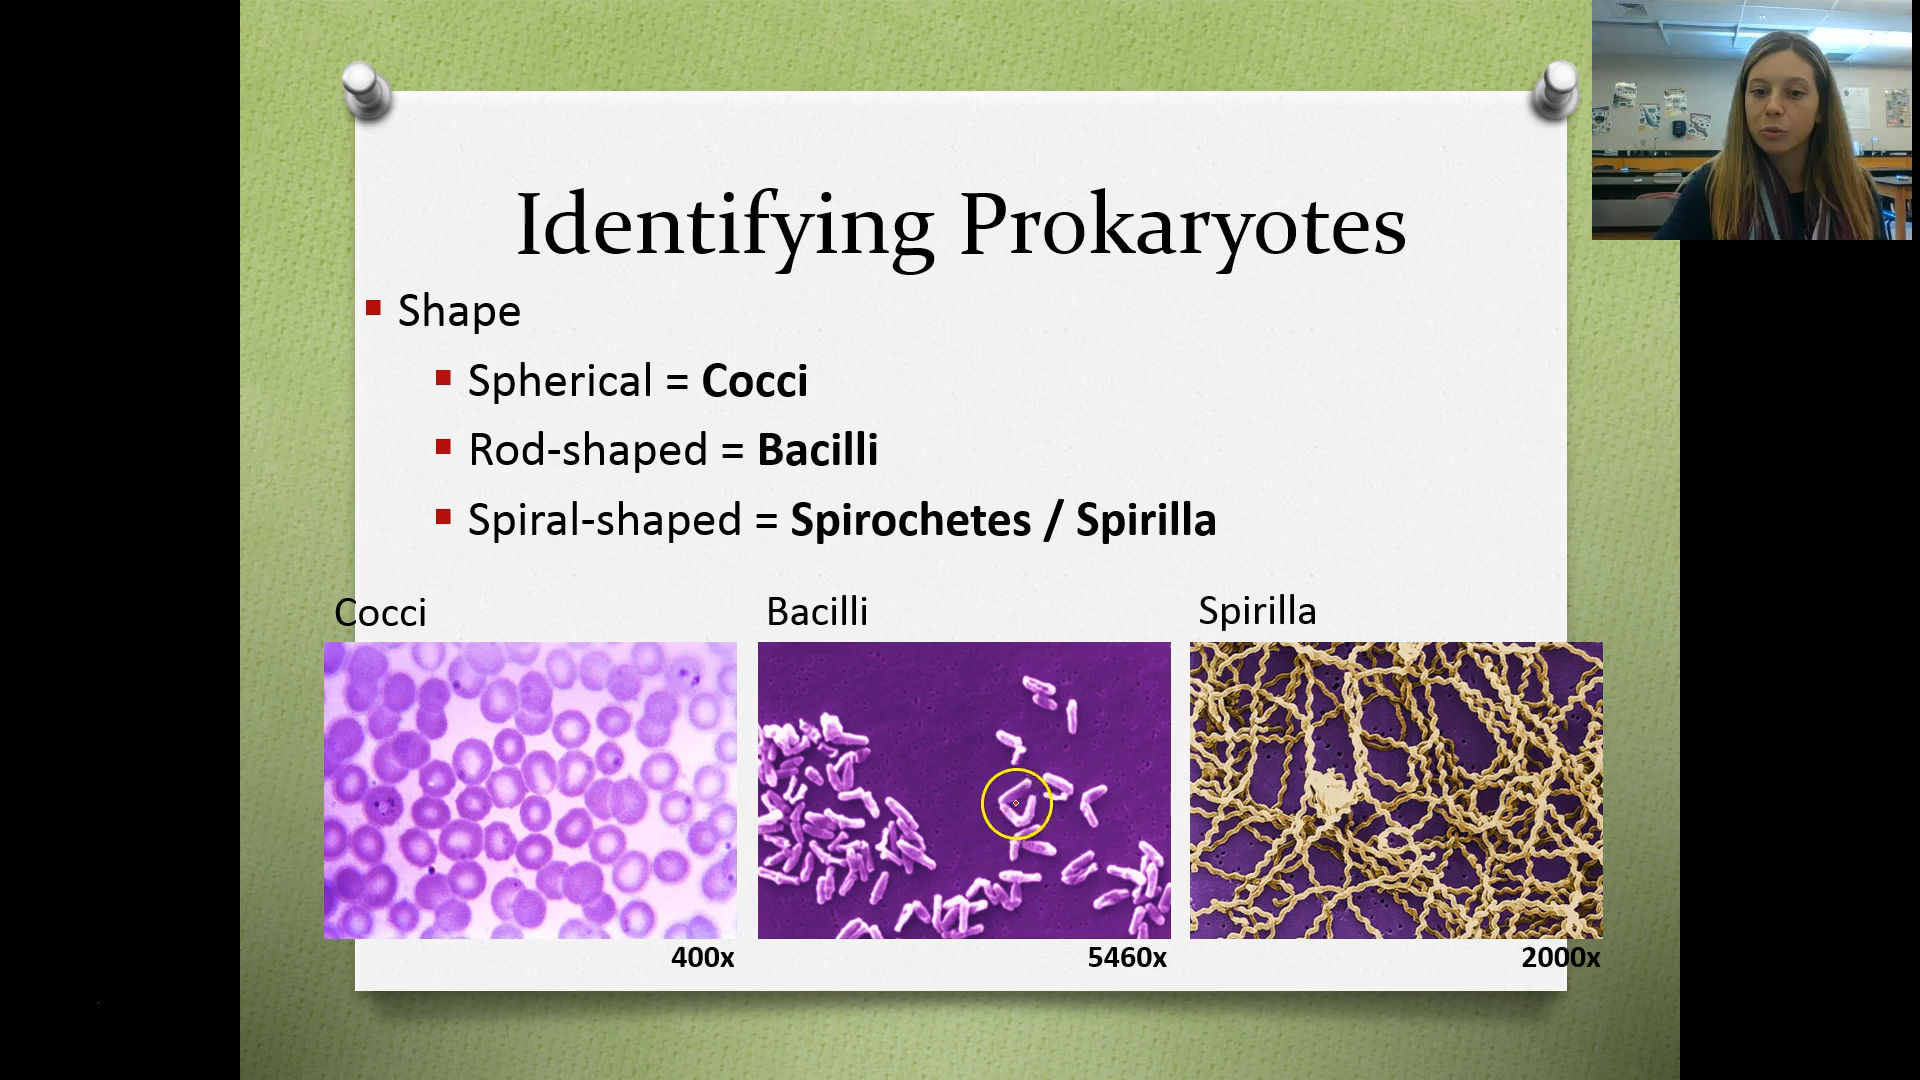 Identifying Prokaryotes
Shape
Spherical = Cocci
Rod-shaped = Bacilli
Spiral-shaped = Spirochetes / Spirilla
Cocci
Bacilli
Spirilla
400x
5460x
2000x